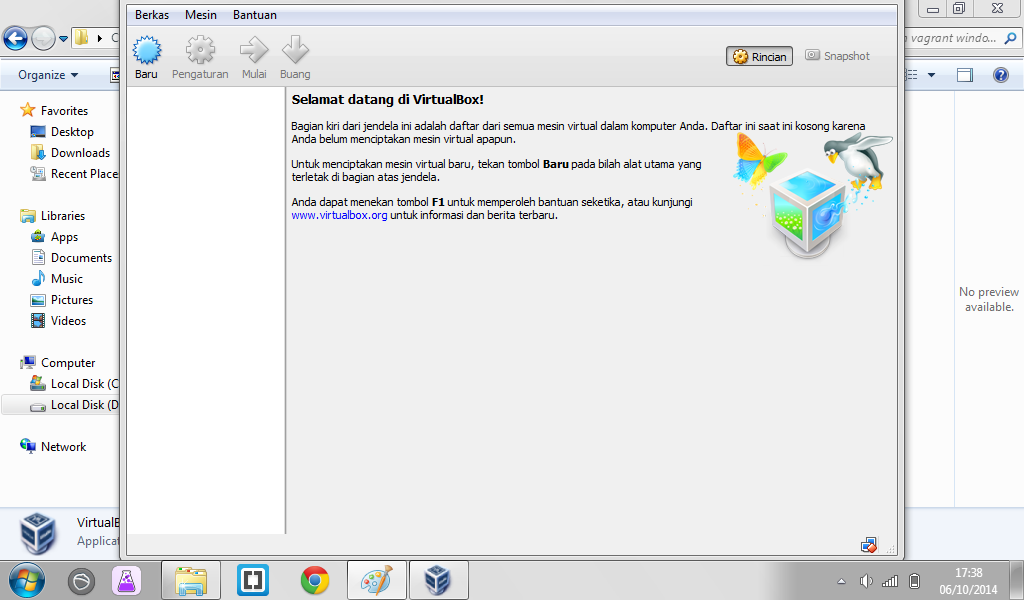 Berkas Mesin Bantuan
Baru Pengaturan Mulai Buang
Rincian Snapshot
Selamat datang di VirtualBox!
Bagian kiri dari jendela ini adalah daftar dari semua mesin virtual dalam komputer Anda. Daftar ini saat ini kosong karena
Anda belum menciptakan mesin virtual apapun.
Untuk menciptakan mesin virtual baru, tekan tombol Baru pada bilah alat utama yang
terletak di bagian atas jendela.
Anda dapat menekan tombol F1 untuk memperoleh bantuan seketika, atau kunjungi
www.virtualbox.org untuk informasi dan berita terbaru.
C
vagrant windo...
Organize
Favorites
Desktop
Downloads
Recent Place
Libraries
Apps
Documents
Music
Pictures
Videos
Computer
Local Disk (C
Local Disk (D
Network
No preview
available.
VirtualB
Applicat
17:38
06/10/2014